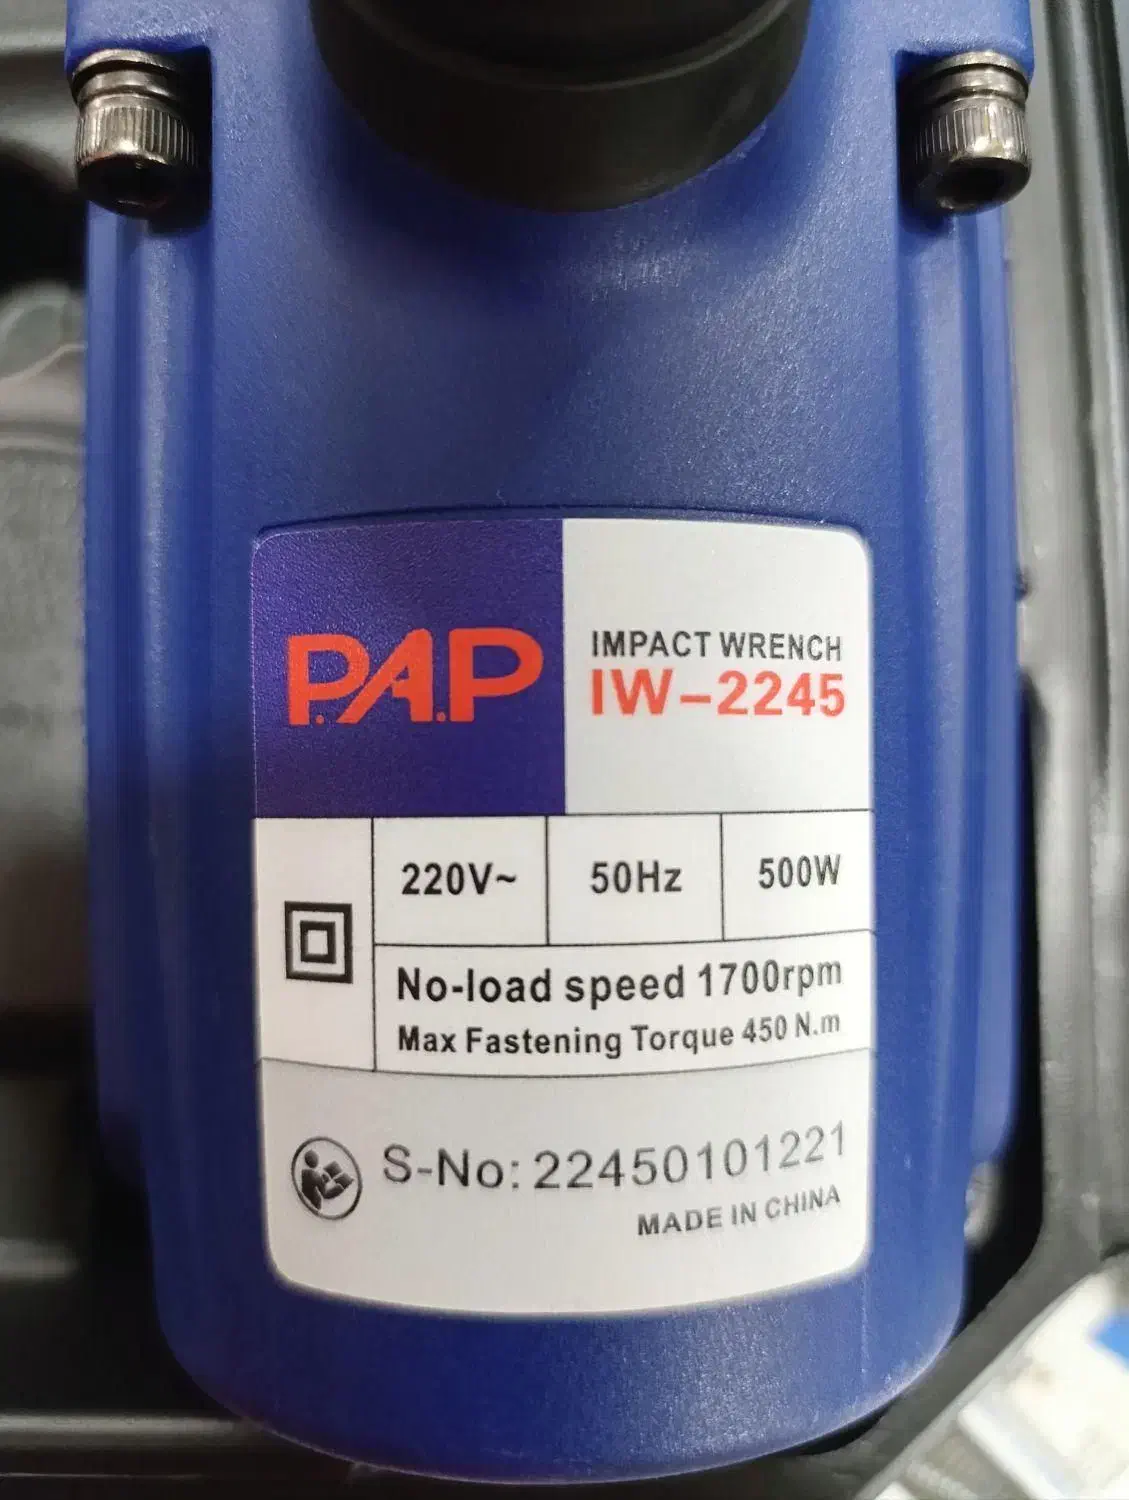 P.A.P
IMPACT WRENCH
IW-2245
220V~
50Hz
500W
No-load speed 1700rpm
Max Fastening Torque 450 N.m
S-No: 22450101221
MADE IN CHINA